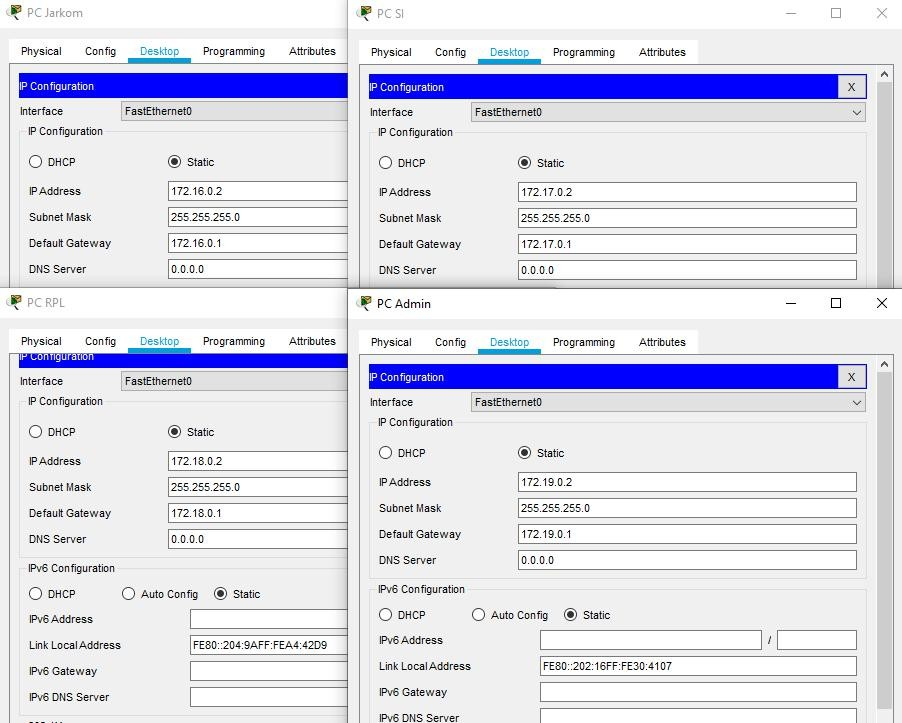 PC Jarkom
Physical Config Desktop Programming Attributes
IP Configuration
Interface FastEthernet0
IP Configuration
DHCP Static
IP Address 172.16.0.2
Subnet Mask 255.255.255.0
Default Gateway 172.16.0.1
DNS Server 0.0.0.0
PC SI
Physical Config Desktop Programming Attributes
IP Configuration X
Interface FastEthernet0
IP Configuration
DHCP Static
IP Address 172.17.0.2
Subnet Mask 255.255.255.0
Default Gateway 172.17.0.1
DNS Server 0.0.0.0
PC RPL
Physical Config Desktop Programming Attributes
IP Configuration
Interface FastEthernet0
IP Configuration
DHCP Static
IP Address 172.18.0.2
Subnet Mask 255.255.255.0
Default Gateway 172.18.0.1
DNS Server 0.0.0.0
IPv6 Configuration
DHCP Auto Config Static
IPv6 Address
Link Local Address FE80::204:9AFF:FEA4:42D9
IPv6 Gateway
IPv6 DNS Server
PC Admin
Physical Config Desktop Programming Attributes
IP Configuration X
Interface FastEthernet0
IP Configuration
DHCP Static
IP Address 172.19.0.2
Subnet Mask 255.255.255.0
Default Gateway 172.19.0.1
DNS Server 0.0.0.0
IPv6 Configuration
DHCP Auto Config Static
IPv6 Address /
Link Local Address FE80::202:16FF:FE30:4107
IPv6 Gateway
IPv6 DNS Server